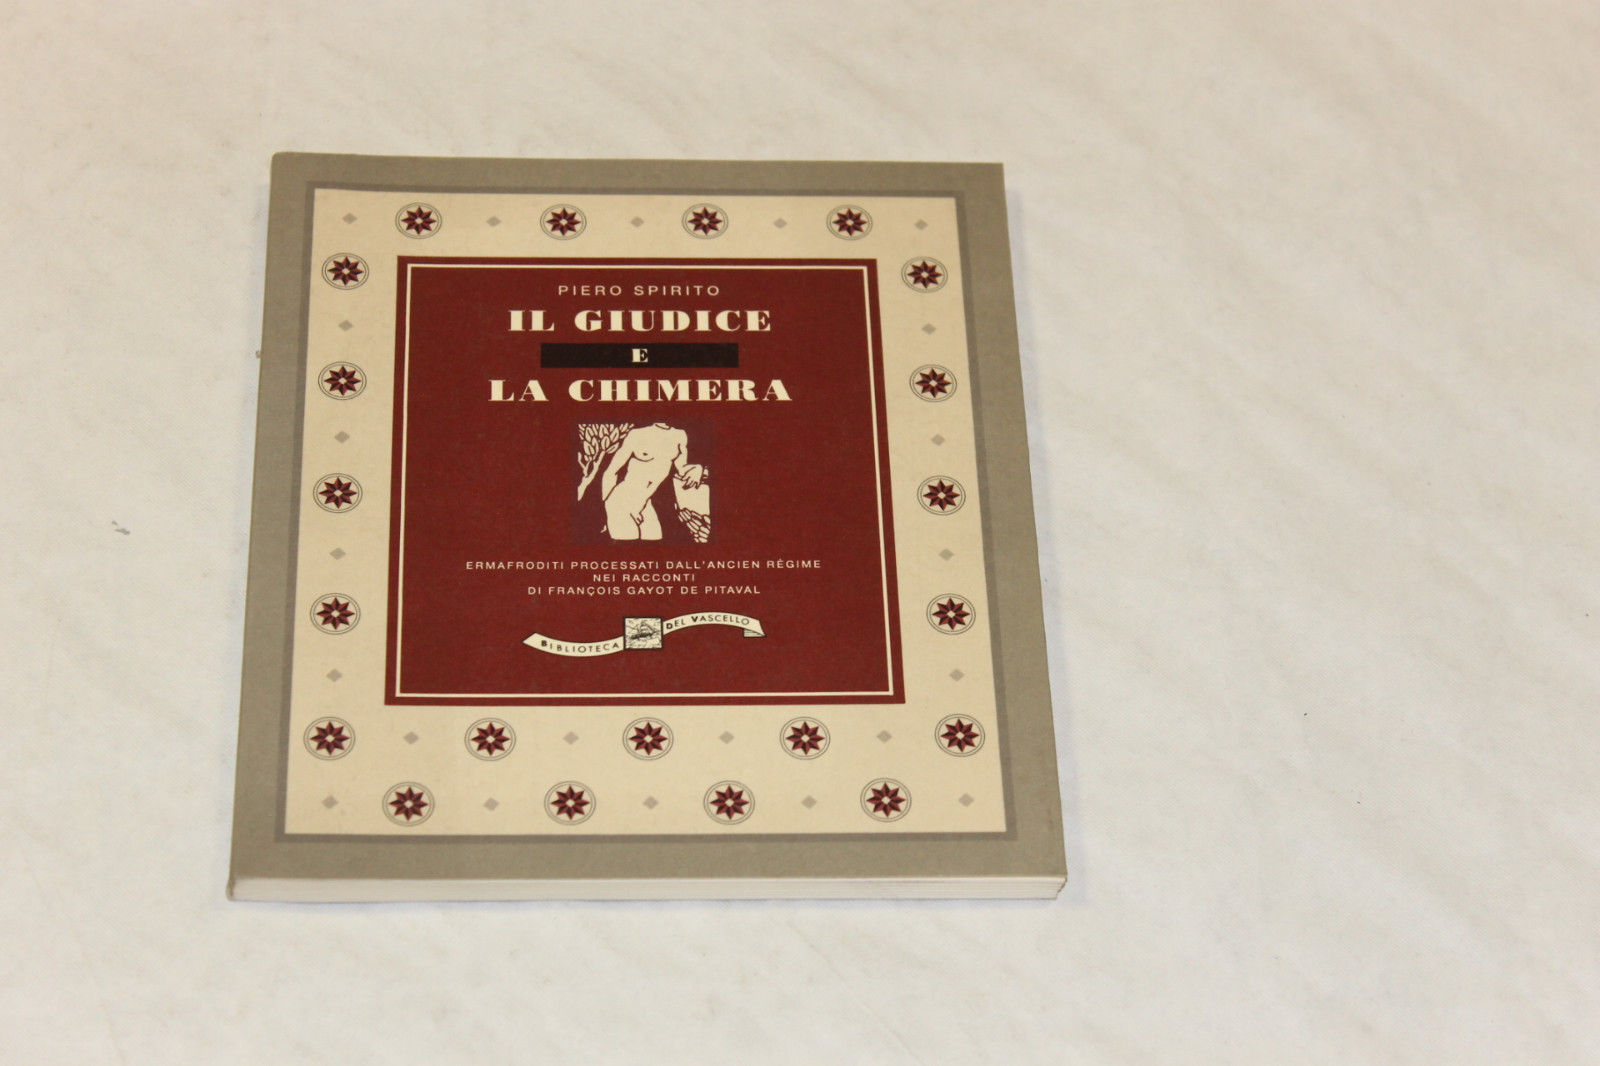 PIERO SPIRITO
IL GIUDICE
E
LA CHIMERA
ERMAFRODITI PROCESSATI DALL'ANCIEN RÉGIME
NEI RACCONTI
DI FRANÇOIS GAYOT DE PITAVAL
BIBLIOTECA DEL VASCELLO